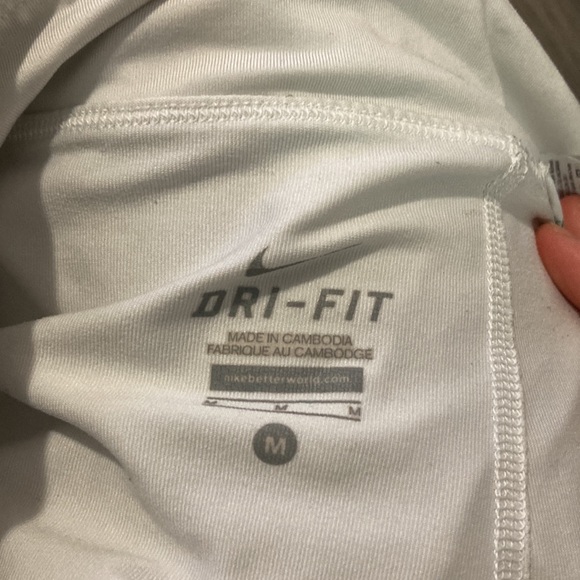 DRI-FIT
MADE IN CAMBODIA
FABRIQUE AU CAMBODGE
nikebetterworld.com
M M M
M